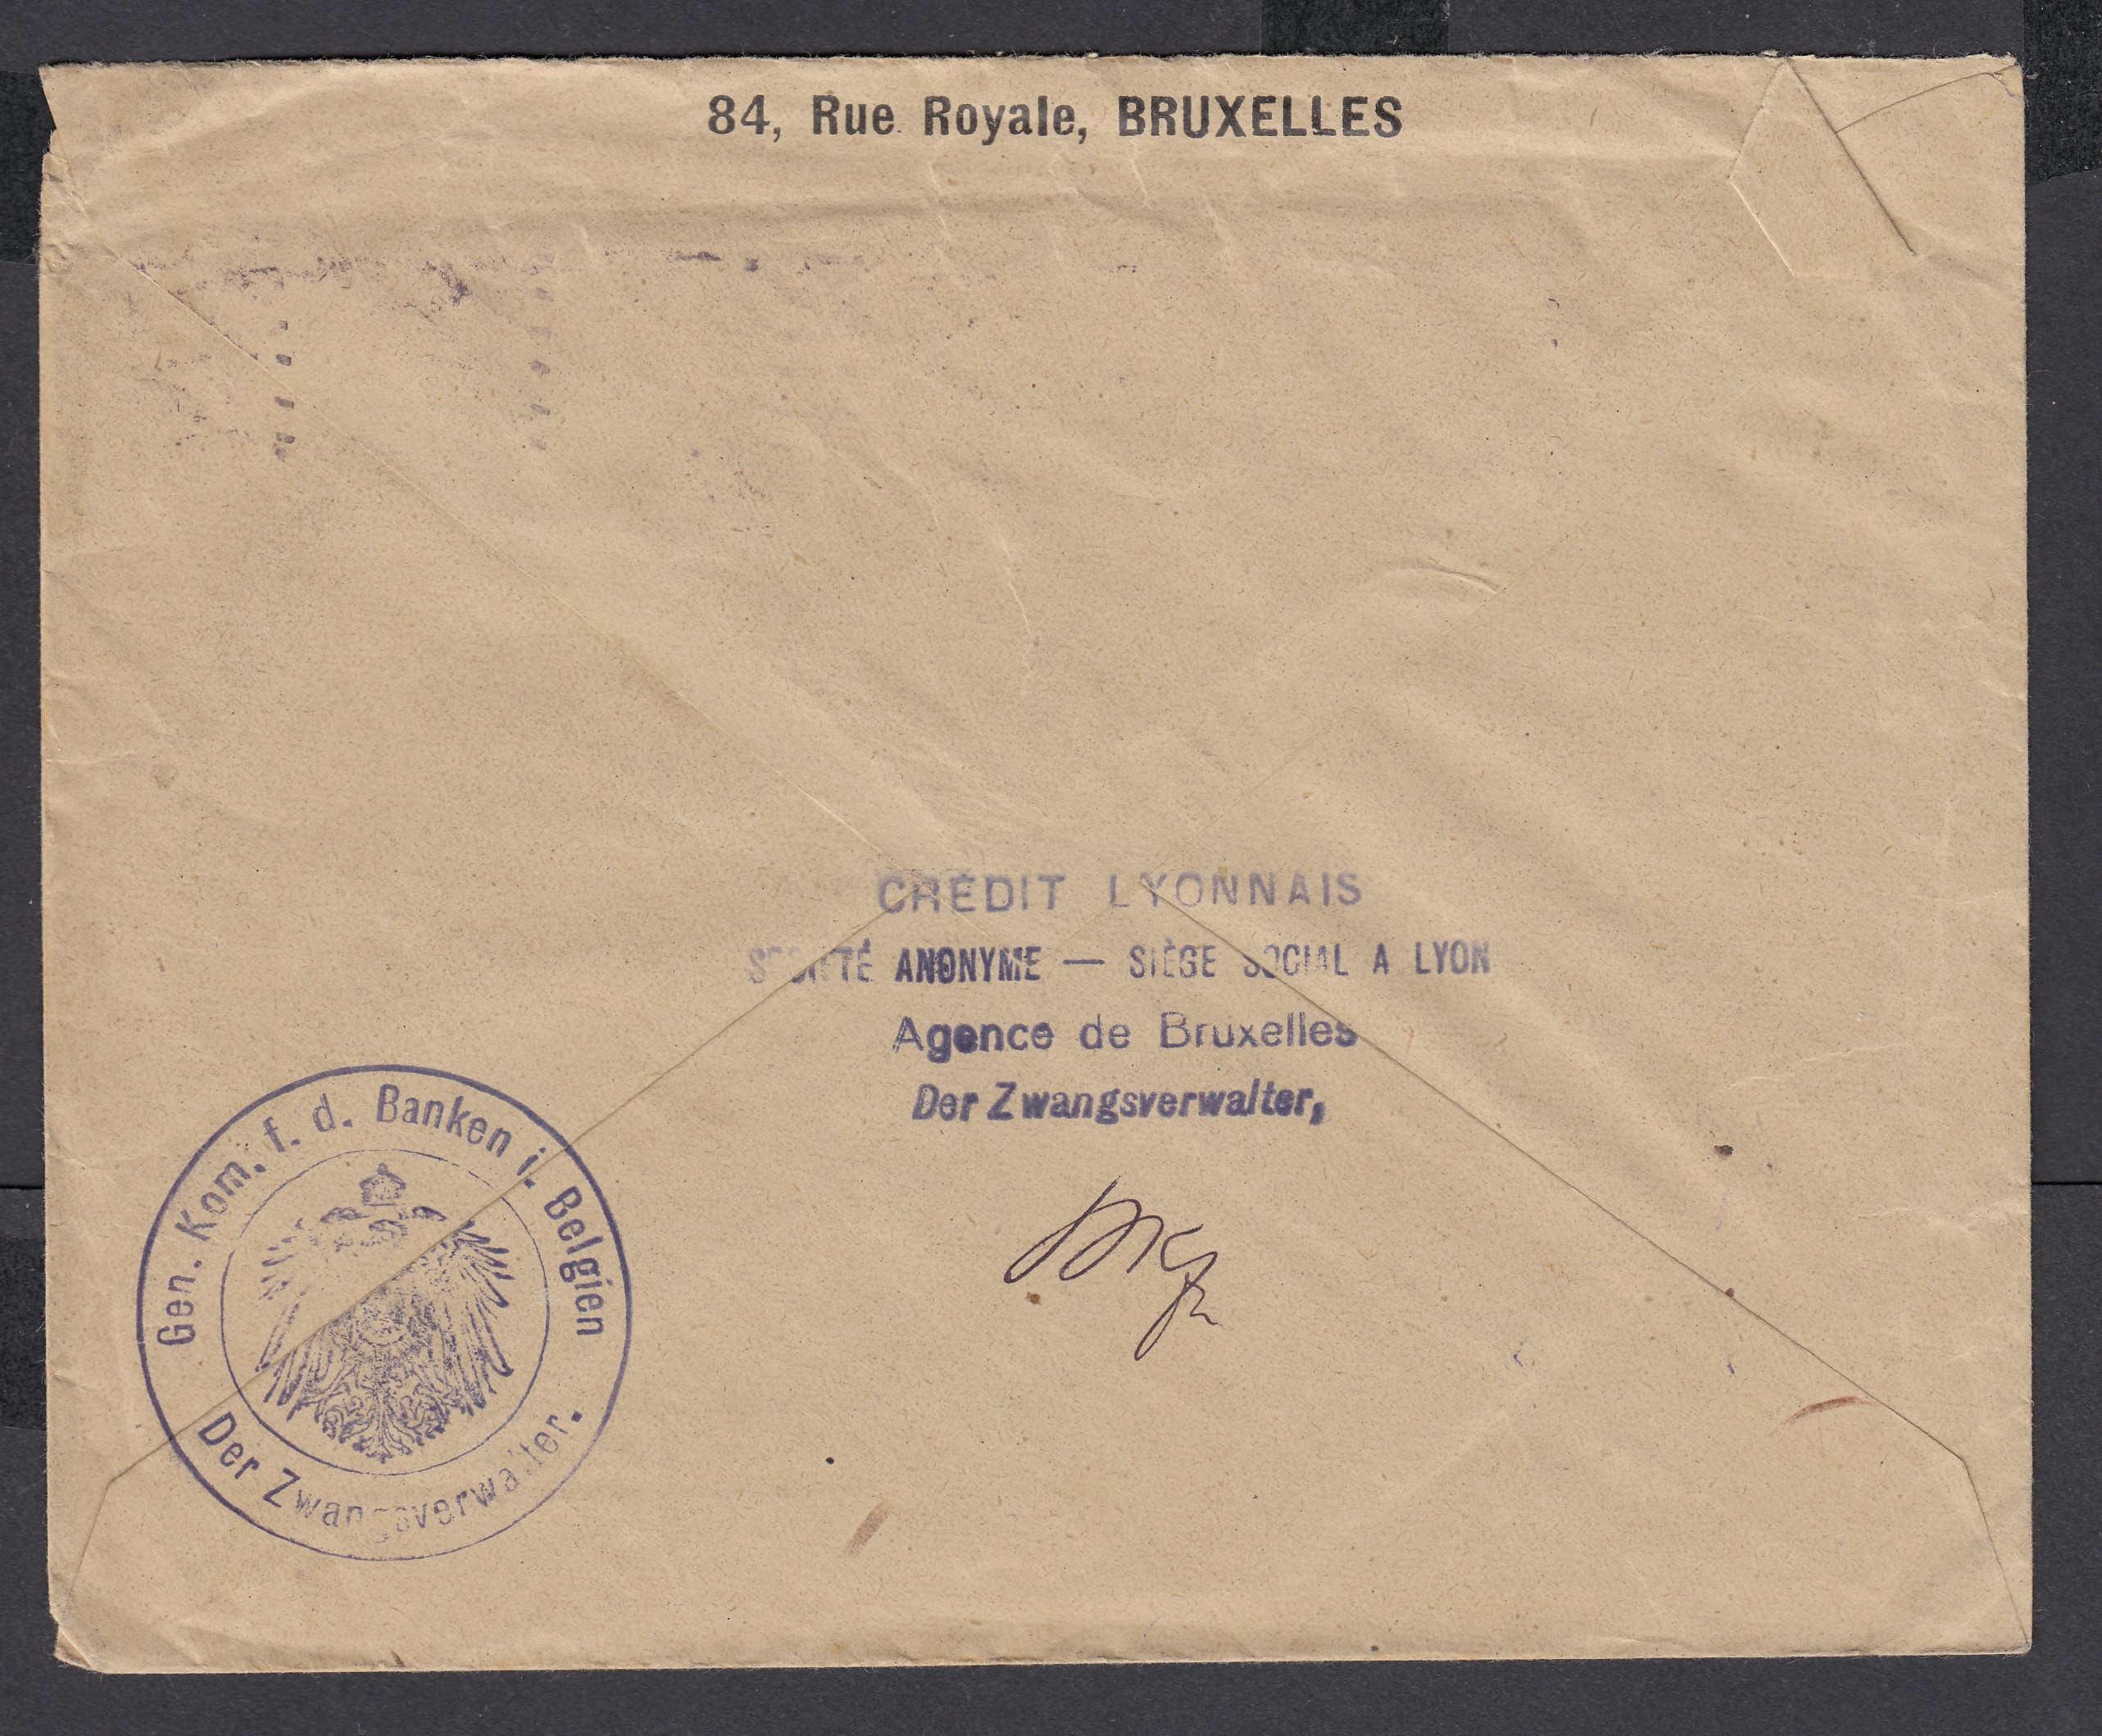 84, Rue Royale, BRUXELLES
CRÉDIT LYONNAIS
SOCIÉTÉ ANONYME — SIÈGE SOCIAL A LYON
Agence de Bruxelles
Der Zwangsverwalter,
Gen. Kom. f. d. Banken i. Belgien
Der Zwangsverwalter.